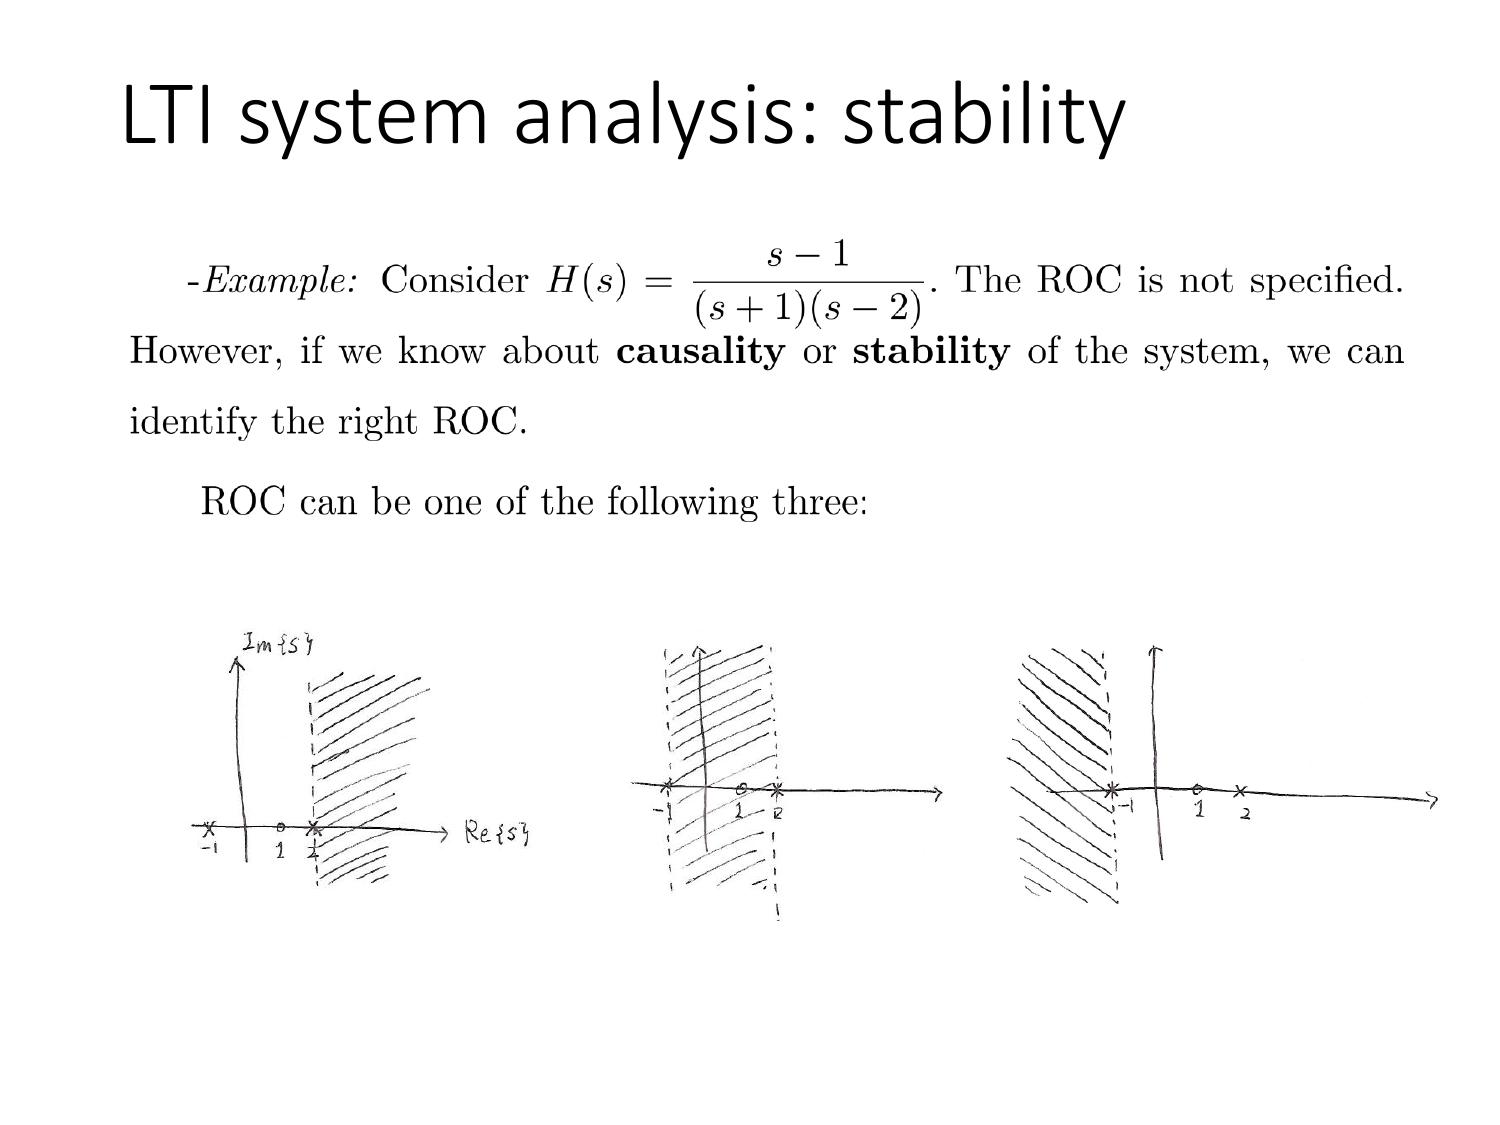 LTI system analysis: stability
-Example: Consider H(s) = \frac{s - 1}{(s + 1)(s - 2)}. The ROC is not specified.
However, if we know about causality or stability of the system, we can
identify the right ROC.
ROC can be one of the following three:
Im{s}
-1 1 2 Re{s}
-1 1 2
-1 1 2